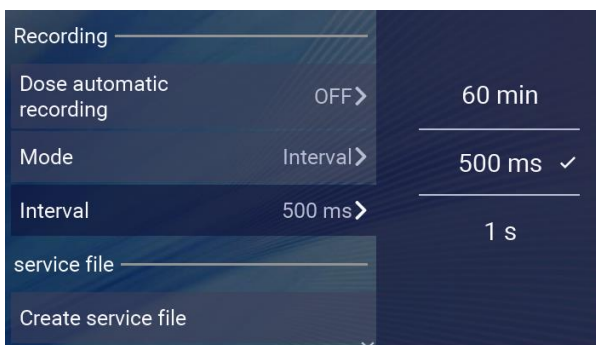 Recording
Dose automatic
recording
OFF
Mode
Interval
Interval
500 ms
service file
Create service file
60 min
500 ms
1 s